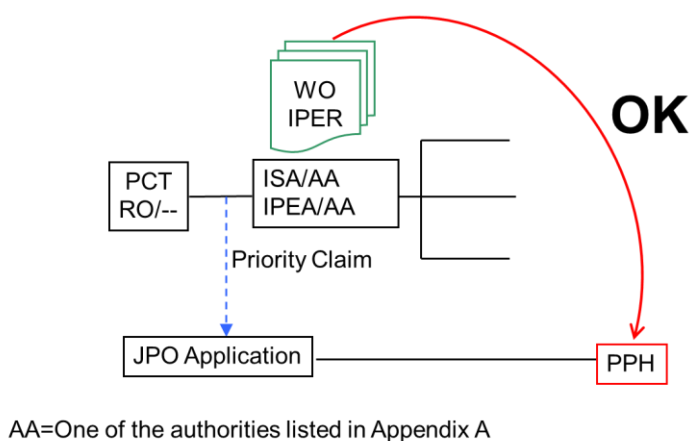 WO
IPER
OK
PCT
RO/--
ISA/AA
IPEA/AA
Priority Claim
JPO Application
PPH
AA=One of the authorities listed in Appendix A